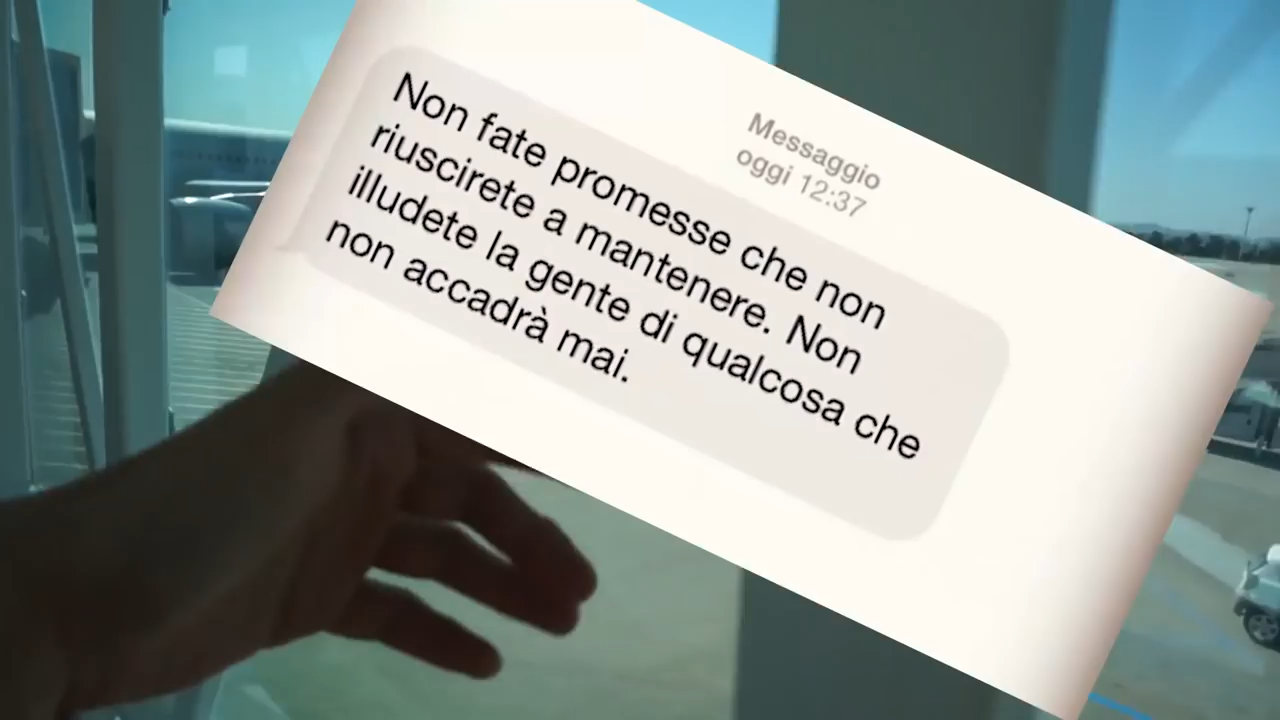 Messaggio
oggi 12:37
Non fate promesse che non
riuscirete a mantenere. Non
illudete la gente di qualcosa che
non accadrà mai.